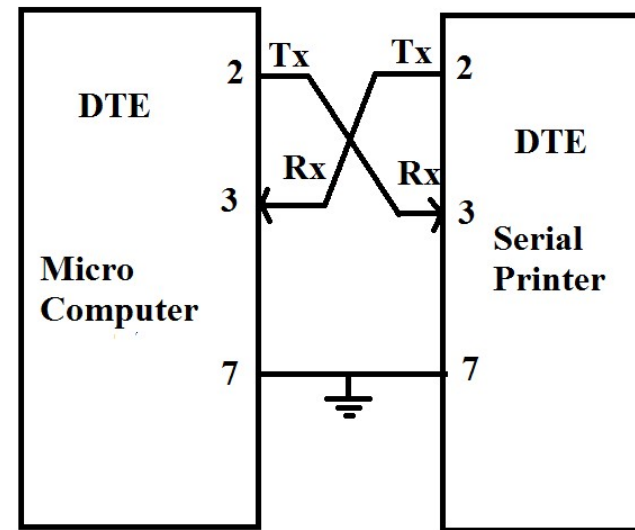 Tx
Tx
2
2
DTE
DTE
Rx
Rx
3
3
Serial
Printer
Micro
Computer
7
7